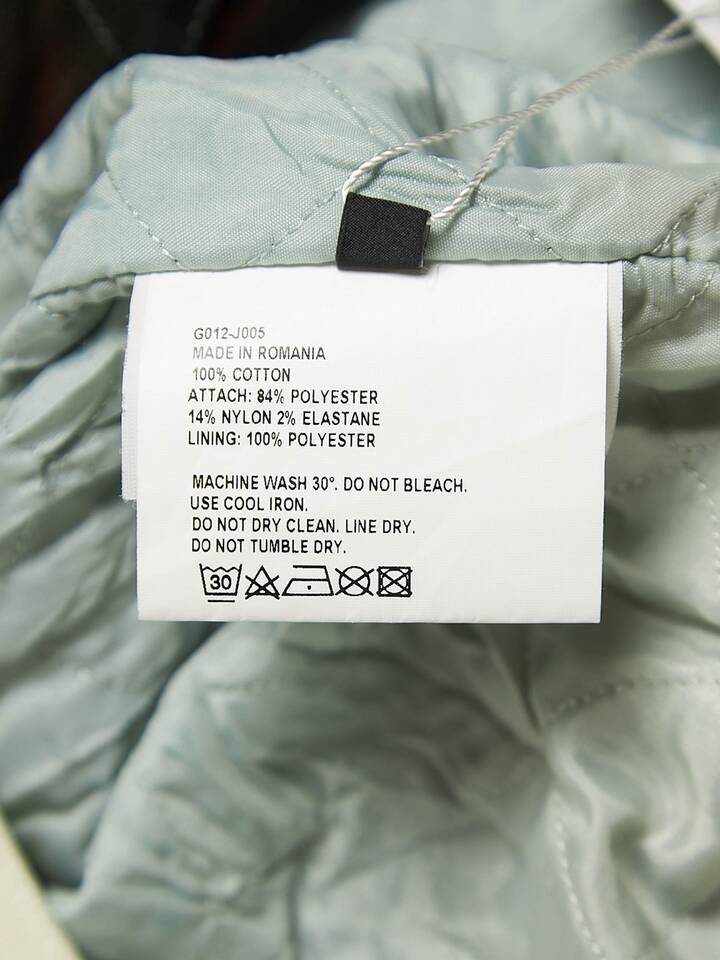 G012-J005
MADE IN ROMANIA
100% COTTON
ATTACH: 84% POLYESTER
14% NYLON 2% ELASTANE
LINING: 100% POLYESTER
MACHINE WASH 30°. DO NOT BLEACH.
USE COOL IRON.
DO NOT DRY CLEAN. LINE DRY.
DO NOT TUMBLE DRY.
30